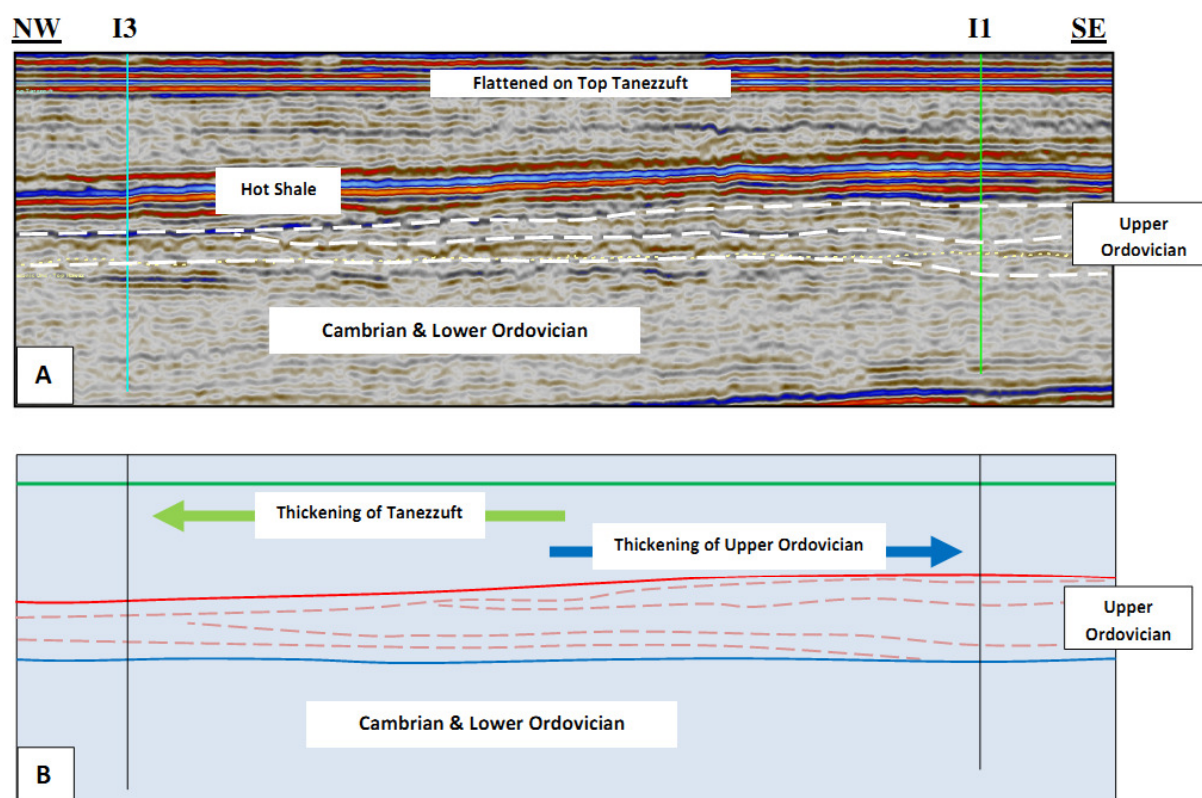 NW I3 I1 SE
Flattened on Top Tanezzuft
Hot Shale
Upper
Ordovician
Cambrian & Lower Ordovician
A
Thickening of Tanezzuft
Thickening of Upper Ordovician
Upper
Ordovician
Cambrian & Lower Ordovician
B